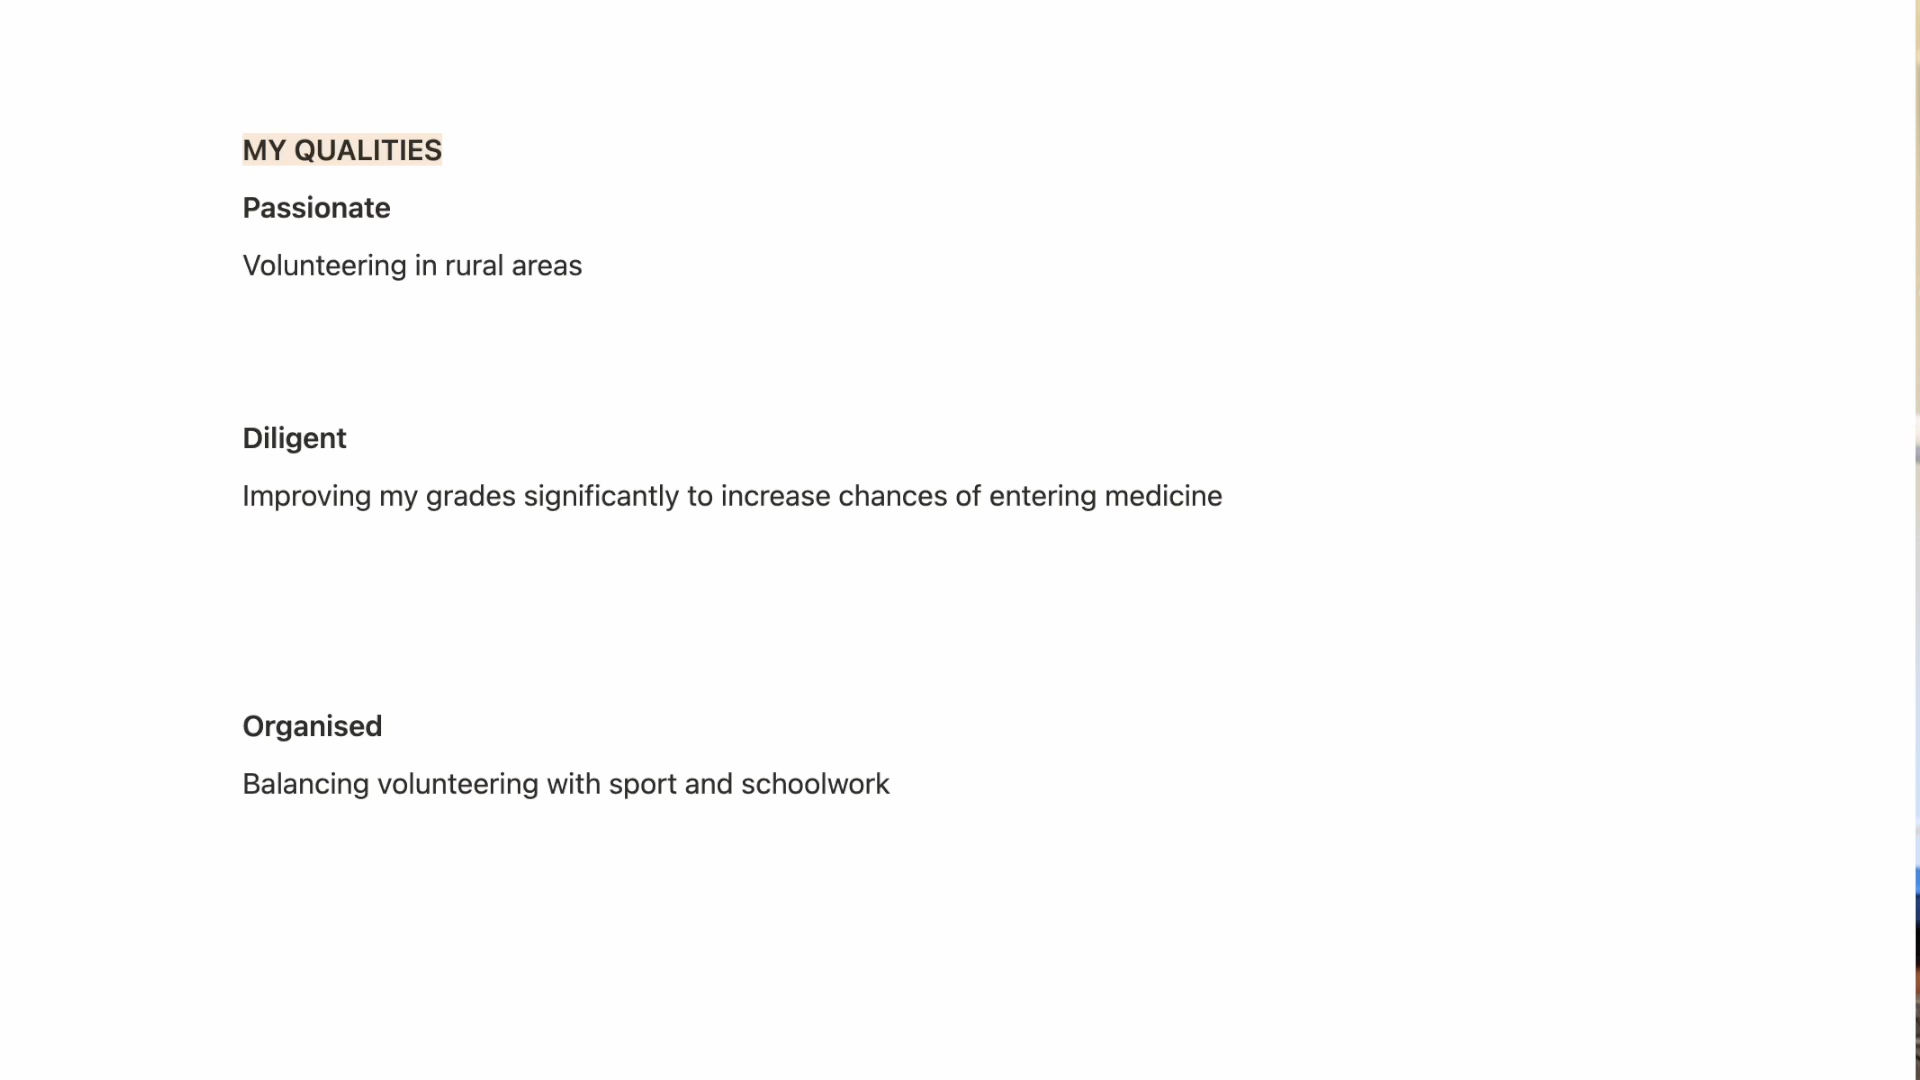 MY QUALITIES
Passionate
Volunteering in rural areas
Diligent
Improving my grades significantly to increase chances of entering medicine
Organised
Balancing volunteering with sport and schoolwork